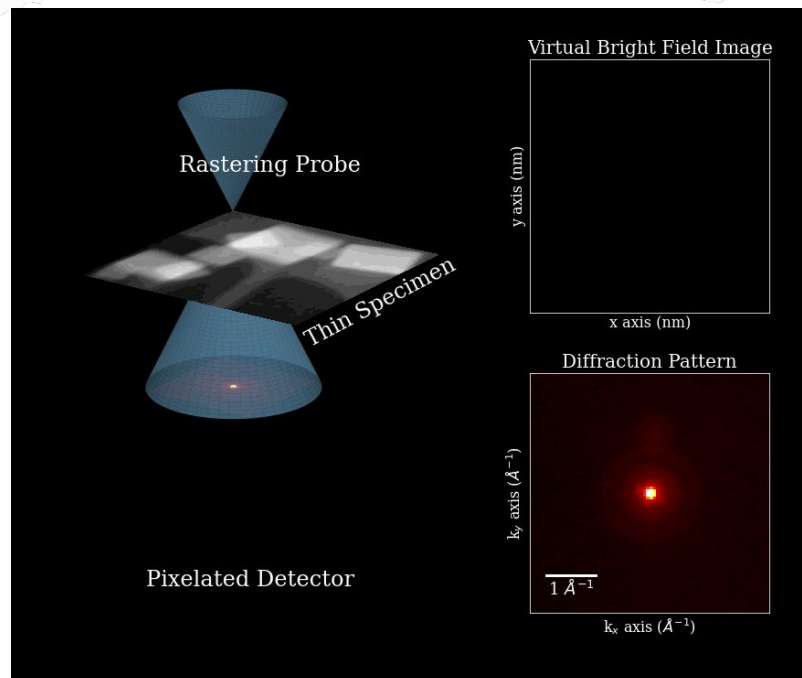 Virtual Bright Field Image
Rastering Probe
y axis (nm)
Thin Specimen
x axis (nm)
Diffraction Pattern
k_y axis (Å⁻¹)
Pixelated Detector
1 Å⁻¹
kₓ axis (Å⁻¹)